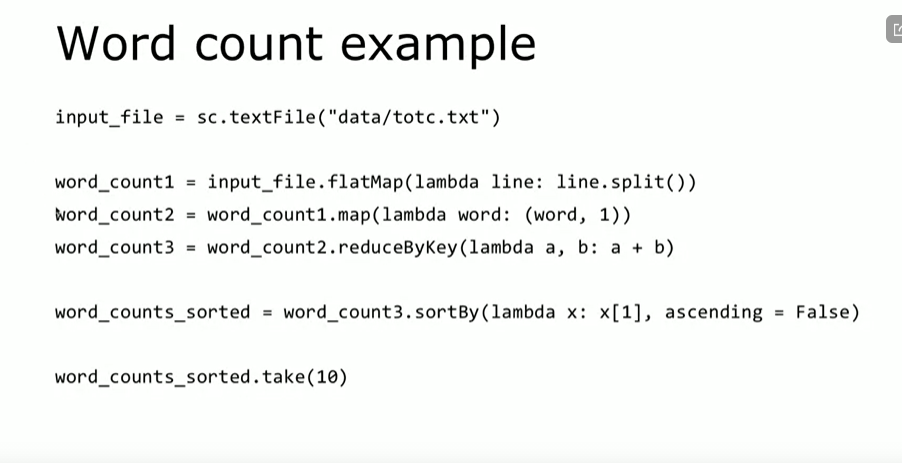 Word count example
input_file = sc.textFile("data/totc.txt")
word_count1 = input_file.flatMap(lambda line: line.split())
word_count2 = word_count1.map(lambda word: (word, 1))
word_count3 = word_count2.reduceByKey(lambda a, b: a + b)
word_counts_sorted = word_count3.sortBy(lambda x: x[1], ascending = False)
word_counts_sorted.take(10)